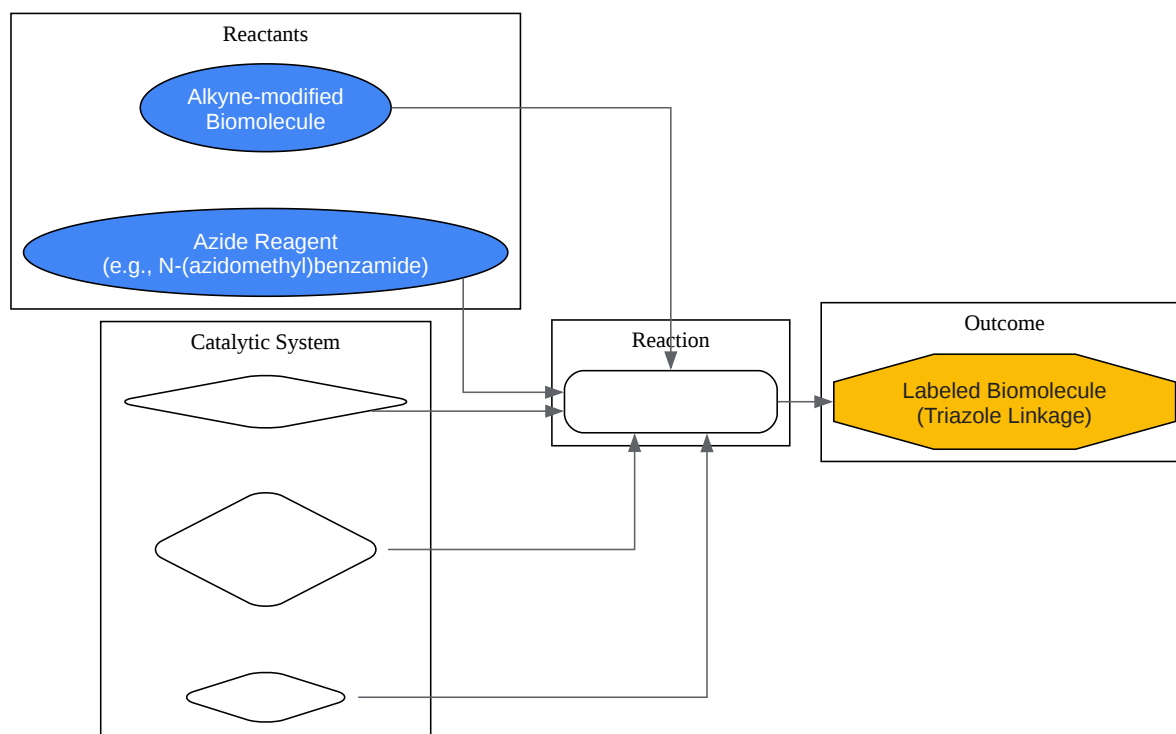 Reactants
Alkyne-modified
Biomolecule
Azide Reagent
(e.g., N-(azidomethyl)benzamide)
Catalytic System
Reaction
Outcome
Labeled Biomolecule
(Triazole Linkage)